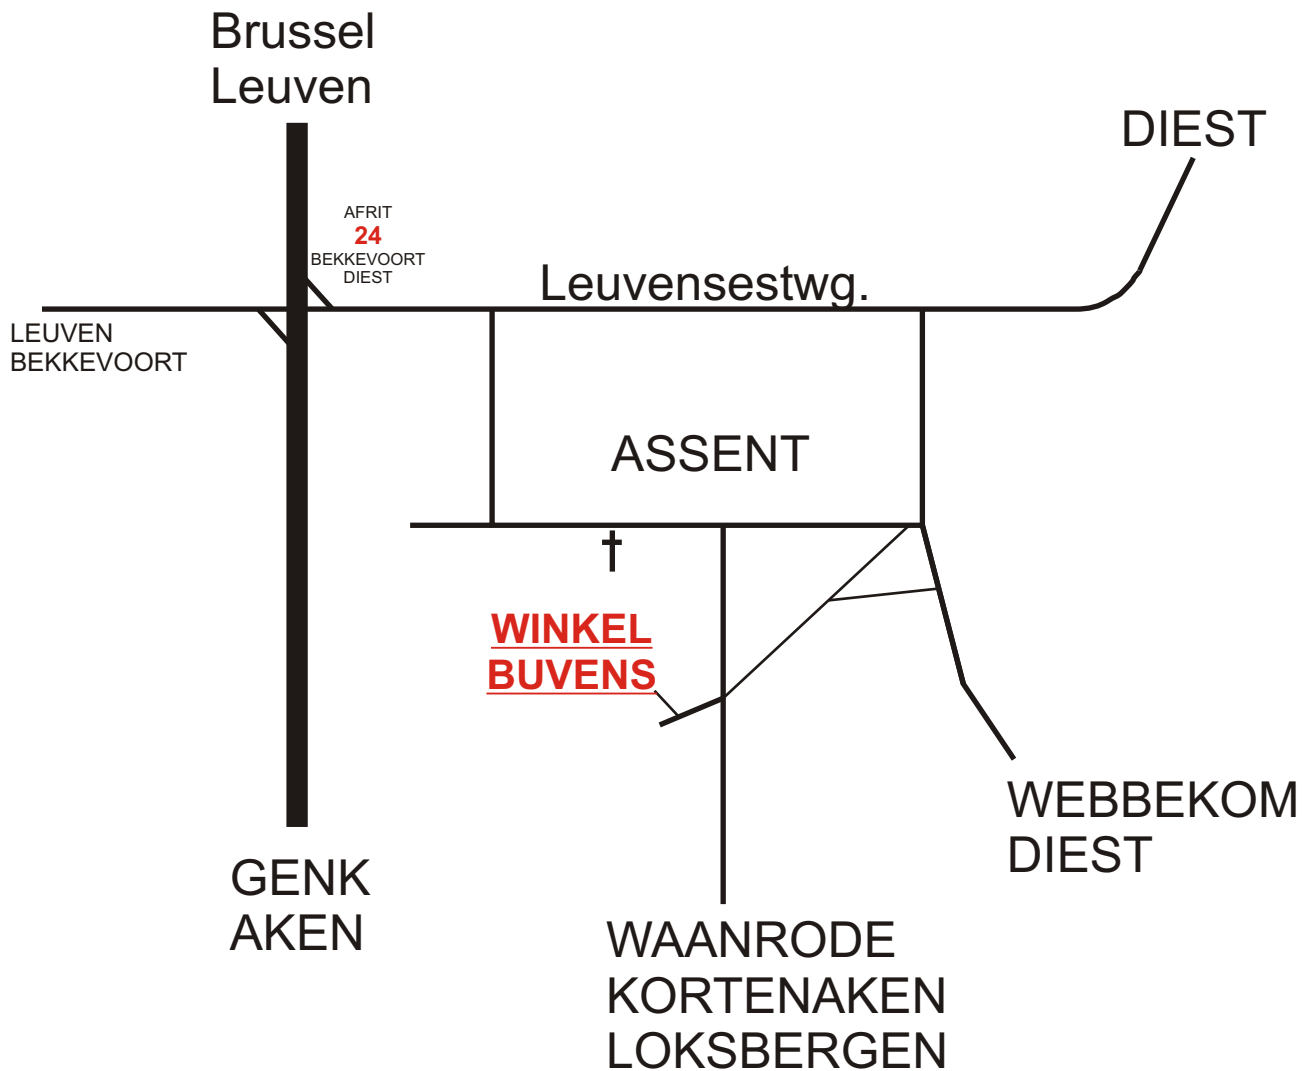 Brussel
Leuven
DIEST
AFRIT
24
BEKKEVOORT
DIEST
Leuvensestwg.
LEUVEN
BEKKEVOORT
ASSENT
WINKEL
BUVENS
WEBBEKOM
DIEST
GENK
AKEN
WAANRODE
KORTENAKEN
LOKSBERGEN